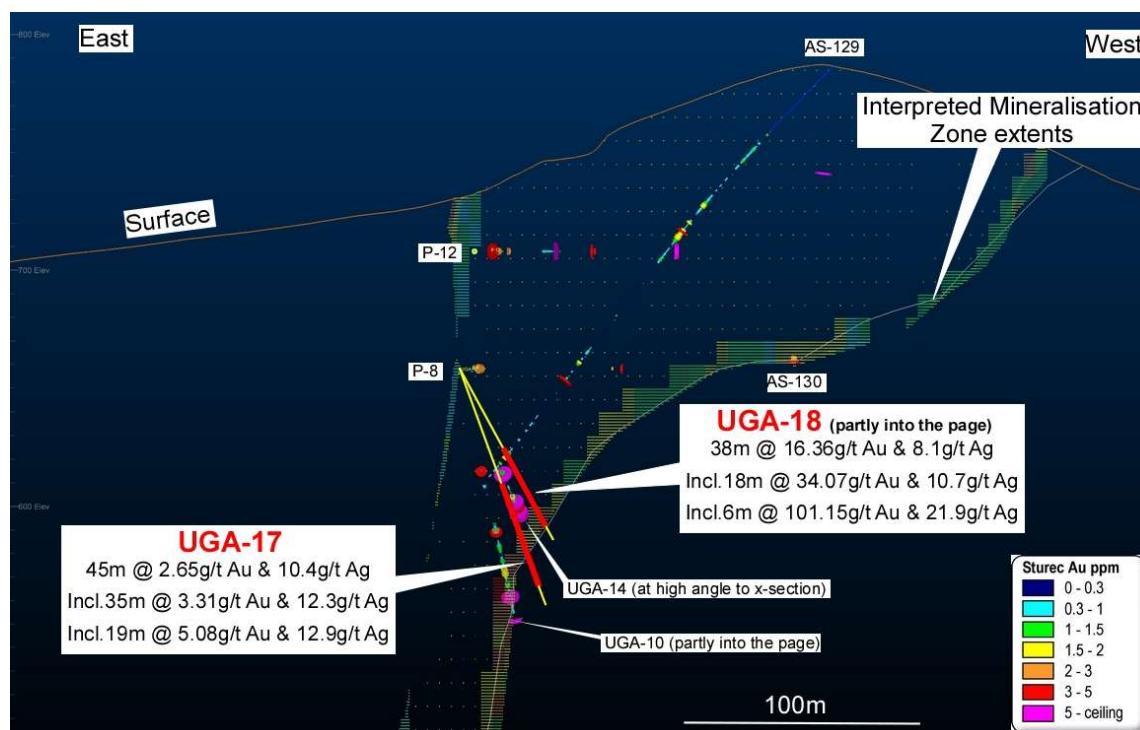 800 Elev
East
AS-129
West
Interpreted Mineralisation
Zone extents
Surface
P-12
700 Elev
P-8
AS-130
UGA-18 (partly into the page)
38m @ 16.36g/t Au & 8.1g/t Ag
Incl.18m @ 34.07g/t Au & 10.7g/t Ag
Incl.6m @ 101.15g/t Au & 21.9g/t Ag
600 Elev
UGA-17
45m @ 2.65g/t Au & 10.4g/t Ag
Incl.35m @ 3.31g/t Au & 12.3g/t Ag
Incl.19m @ 5.08g/t Au & 12.9g/t Ag
UGA-14 (at high angle to x-section)
UGA-10 (partly into the page)
100m
Sturec Au ppm
0 - 0.3
0.3 - 1
1 - 1.5
1.5 - 2
2 - 3
3 - 5
5 - ceiling